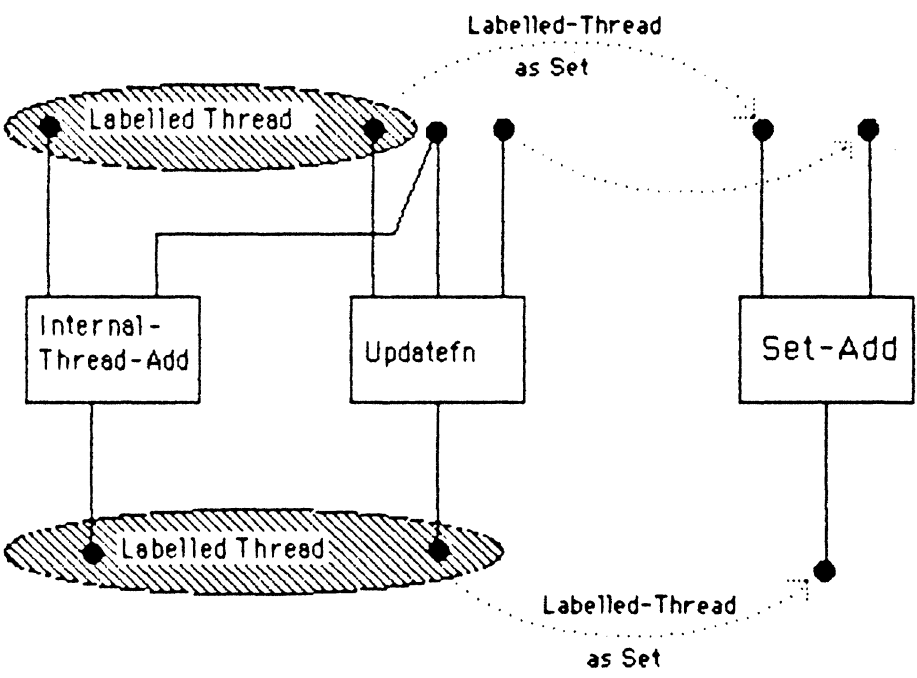 Labelled-Thread
as Set
Labelled Thread
Internal-
Thread-Add
Updatefn
Set-Add
Labelled Thread
Labelled-Thread
as Set